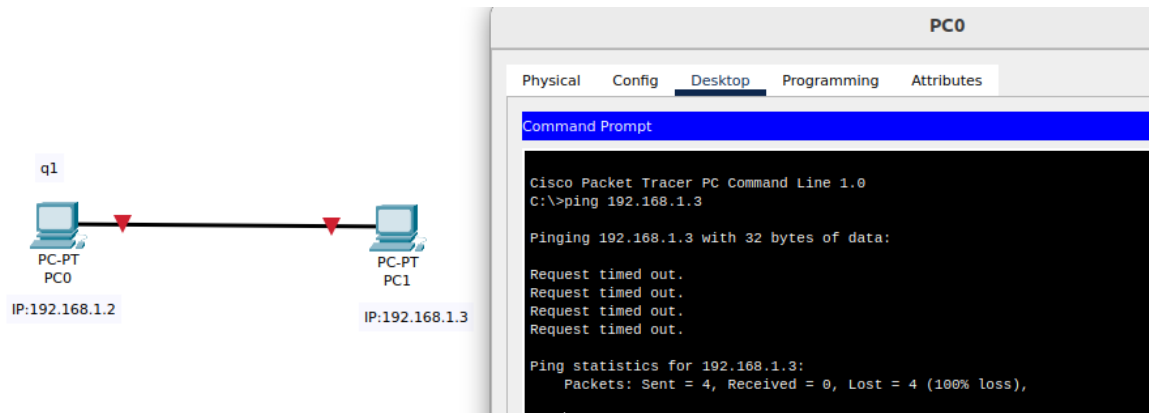 q1
PC-PT
PC0
IP:192.168.1.2
PC-PT
PC1
IP:192.168.1.3
PC0
Physical Config Desktop Programming Attributes
Command Prompt
Cisco Packet Tracer PC Command Line 1.0
C:\>ping 192.168.1.3
Pinging 192.168.1.3 with 32 bytes of data:
Request timed out.
Request timed out.
Request timed out.
Request timed out.
Ping statistics for 192.168.1.3:
Packets: Sent = 4, Received = 0, Lost = 4 (100% loss),